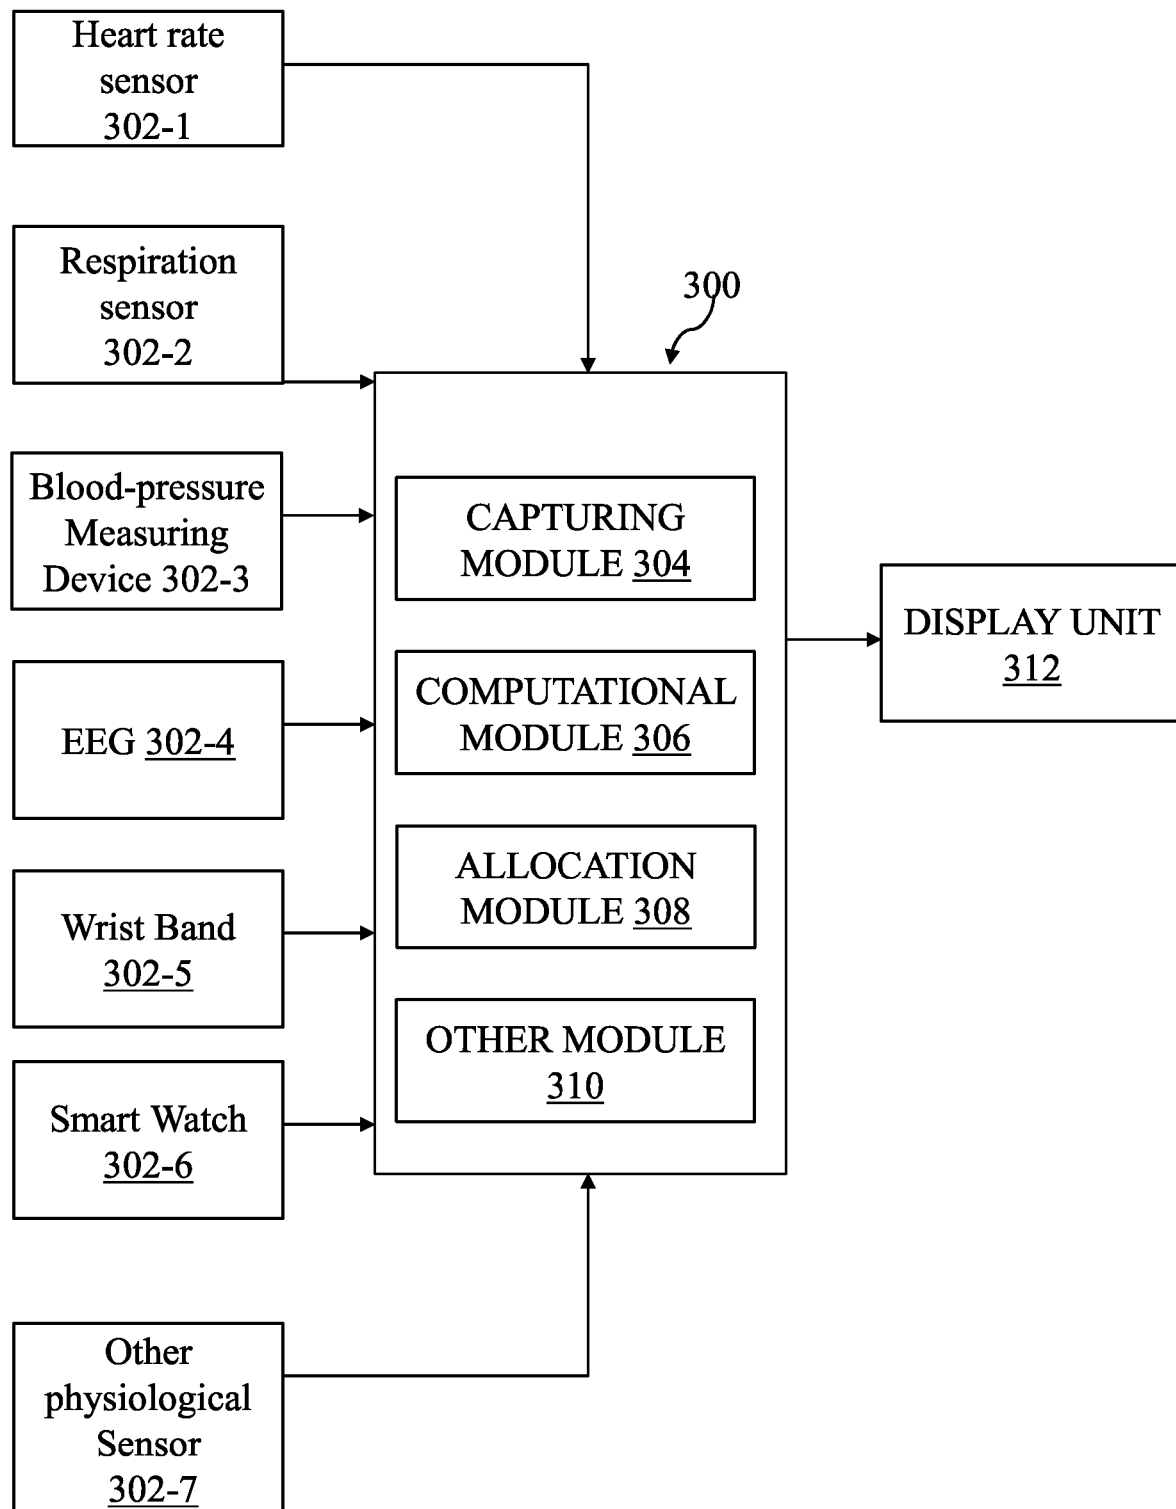 Heart rate
sensor
302-1
Respiration
sensor
302-2
300
Blood-pressure
Measuring
Device 302-3
CAPTURING
MODULE 304
DISPLAY UNIT
312
EEG 302-4
COMPUTATIONAL
MODULE 306
ALLOCATION
MODULE 308
Wrist Band
302-5
OTHER MODULE
310
Smart Watch
302-6
Other
physiological
Sensor
302-7